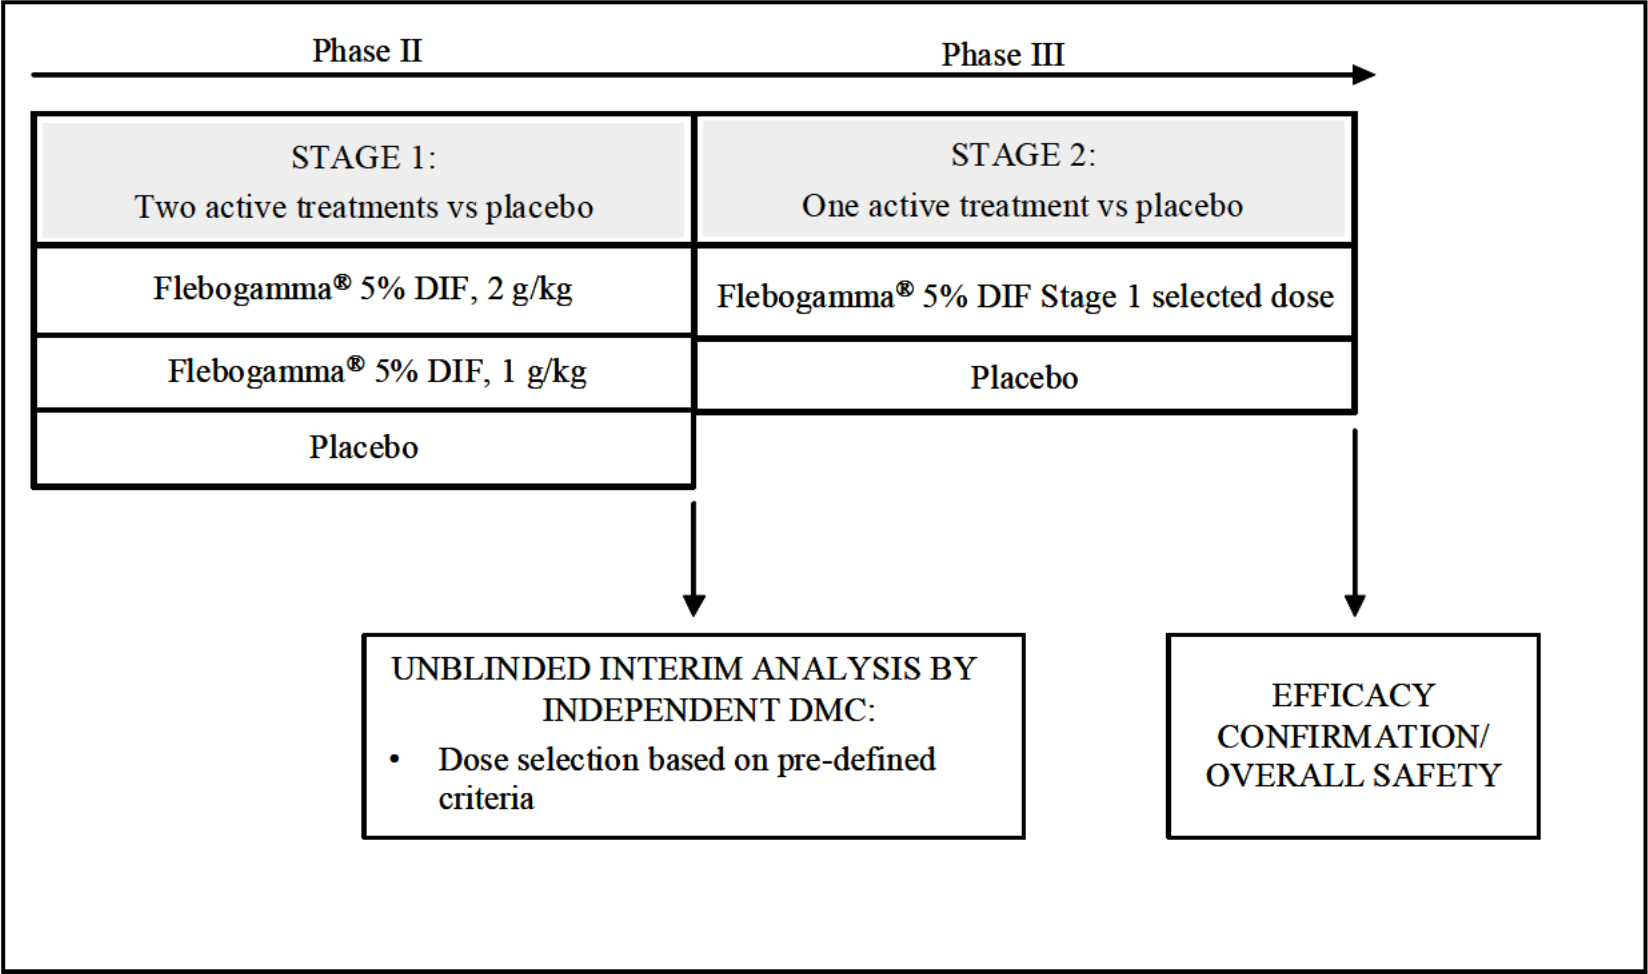 Phase II
Phase III
STAGE 1:
Two active treatments vs placebo
STAGE 2:
One active treatment vs placebo
Flebogamma® 5% DIF, 2 g/kg
Flebogamma® 5% DIF Stage 1 selected dose
Flebogamma® 5% DIF, 1 g/kg
Placebo
Placebo
UNBLINDED INTERIM ANALYSIS BY
INDEPENDENT DMC:
• Dose selection based on pre-defined
criteria
EFFICACY
CONFIRMATION/
OVERALL SAFETY